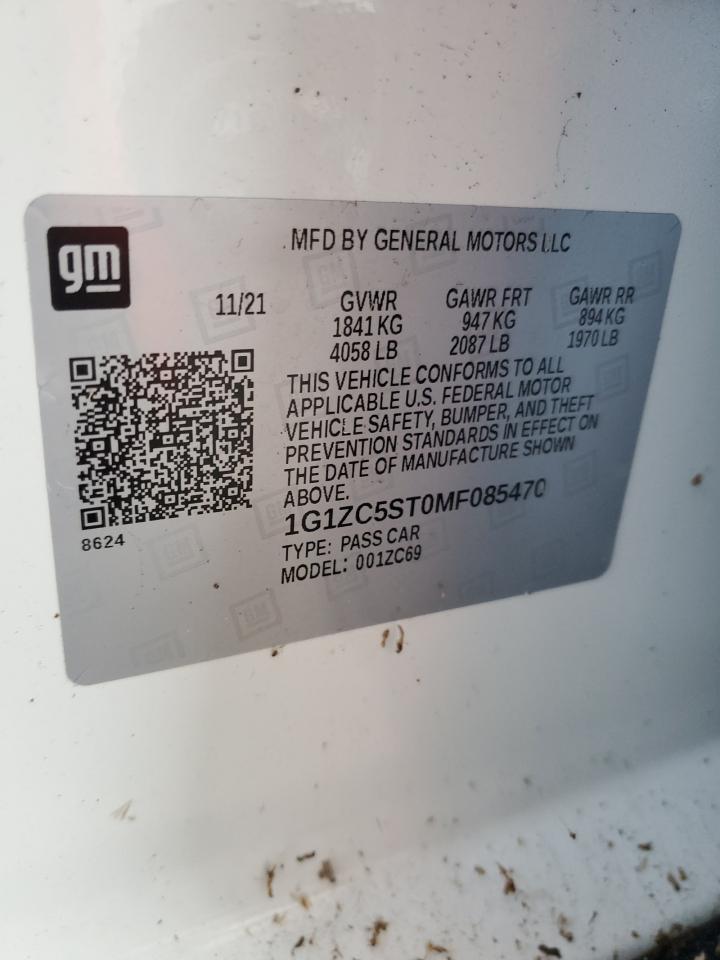 gm
MFD BY GENERAL MOTORS LLC
11/21 GVWR GAWR FRT GAWR RR
1841 KG 947 KG 894 KG
4058 LB 2087 LB 1970 LB
THIS VEHICLE CONFORMS TO ALL
APPLICABLE U.S. FEDERAL MOTOR
VEHICLE SAFETY, BUMPER, AND THEFT
PREVENTION STANDARDS IN EFFECT ON
THE DATE OF MANUFACTURE SHOWN
ABOVE.
1G1ZC5ST0MF085470
8624
TYPE: PASS CAR
MODEL: 001ZC69